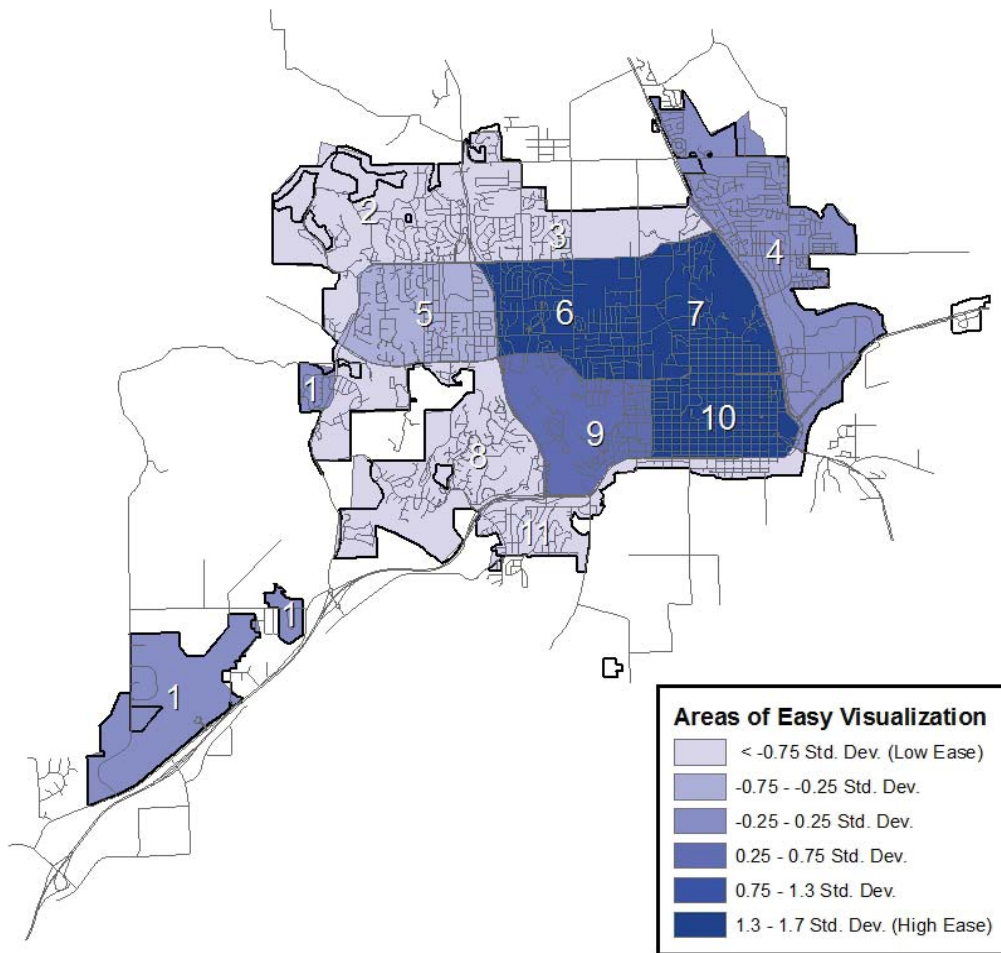 2
3
4
5
6
7
1
8
9
10
11
1
1
Areas of Easy Visualization
< -0.75 Std. Dev. (Low Ease)
-0.75 - -0.25 Std. Dev.
-0.25 - 0.25 Std. Dev.
0.25 - 0.75 Std. Dev.
0.75 - 1.3 Std. Dev.
1.3 - 1.7 Std. Dev. (High Ease)